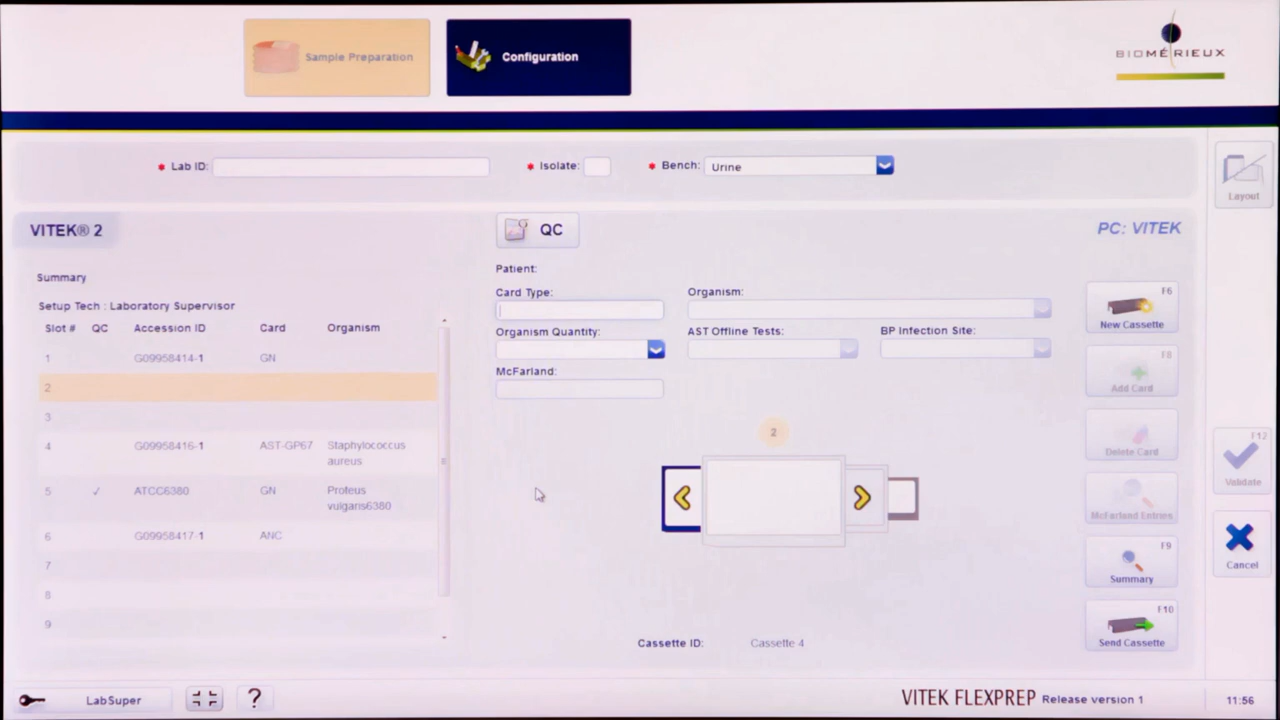 Sample Preparation
Configuration
BIOMÉRIEUX
* Lab ID:
* Isolate:
* Bench: Urine
Layout
VITEK® 2
QC
PC: VITEK
Summary
Setup Tech : Laboratory Supervisor
Slot # QC Accession ID Card Organism
1 G09958414-1 GN
2
3
4 G09958416-1 AST-GP67 Staphylococcus
aureus
5 ✓ ATCC6380 GN Proteus
vulgaris6380
6 G09958417-1 ANC
7
8
9
Patient:
Card Type:
Organism:
Organism Quantity:
AST Offline Tests:
BP Infection Site:
McFarland:
2
Cassette ID: Cassette 4
F6
New Cassette
F8
Add Card
Delete Card
McFarland Entries
F9
Summary
F10
Send Cassette
F12
Validate
Cancel
LabSuper
?
VITEK FLEXPREP Release version 1
11:56